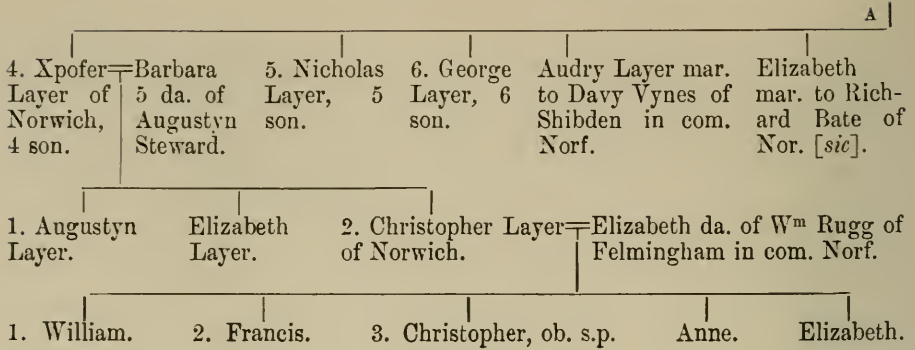 A
4. Xpofer Layer of Norwich, 4 son.
Barbara 5 da. of Augustyn Steward.
5. Nicholas Layer, 5 son.
6. George Layer, 6 son.
Audry Layer mar. to Davy Vynes of Shibden in com. Norf.
Elizabeth mar. to Rich-ard Bate of Nor. [sic].
1. Augustyn Layer.
Elizabeth Layer.
2. Christopher Layer of Norwich.
Elizabeth da. of Wm Rugg of Felmingham in com. Norf.
1. William. 2. Francis. 3. Christopher, ob. s.p. Anne. Elizabeth.